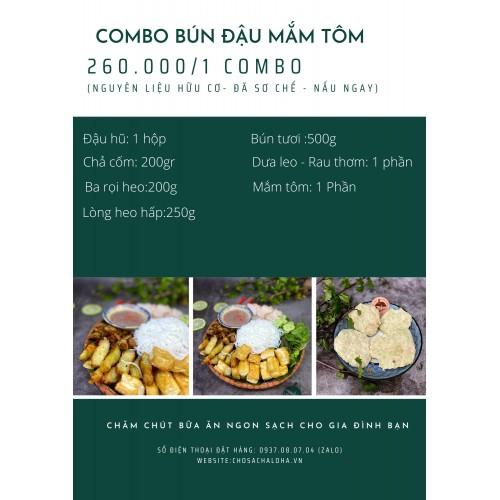 COMBO BÚN ĐẬU MẮM TÔM
260.000/1 COMBO
(NGUYÊN LIỆU HỮU CƠ- ĐÃ SƠ CHẾ - NẤU NGAY)
Đậu hũ: 1 hộp
Chả cốm: 200gr
Ba rọi heo:200g
Lòng heo hấp:250g
Bún tươi :500g
Dưa leo - Rau thơm: 1 phần
Mắm tôm: 1 Phần
CHĂM CHÚT BỮA ĂN NGON SẠCH CHO GIA ĐÌNH BẠN
SỐ ĐIỆN THOẠI ĐẶT HÀNG: 0937.08.07.04 (ZALO)
WEBSITE:CHOSACHALOHA.VN